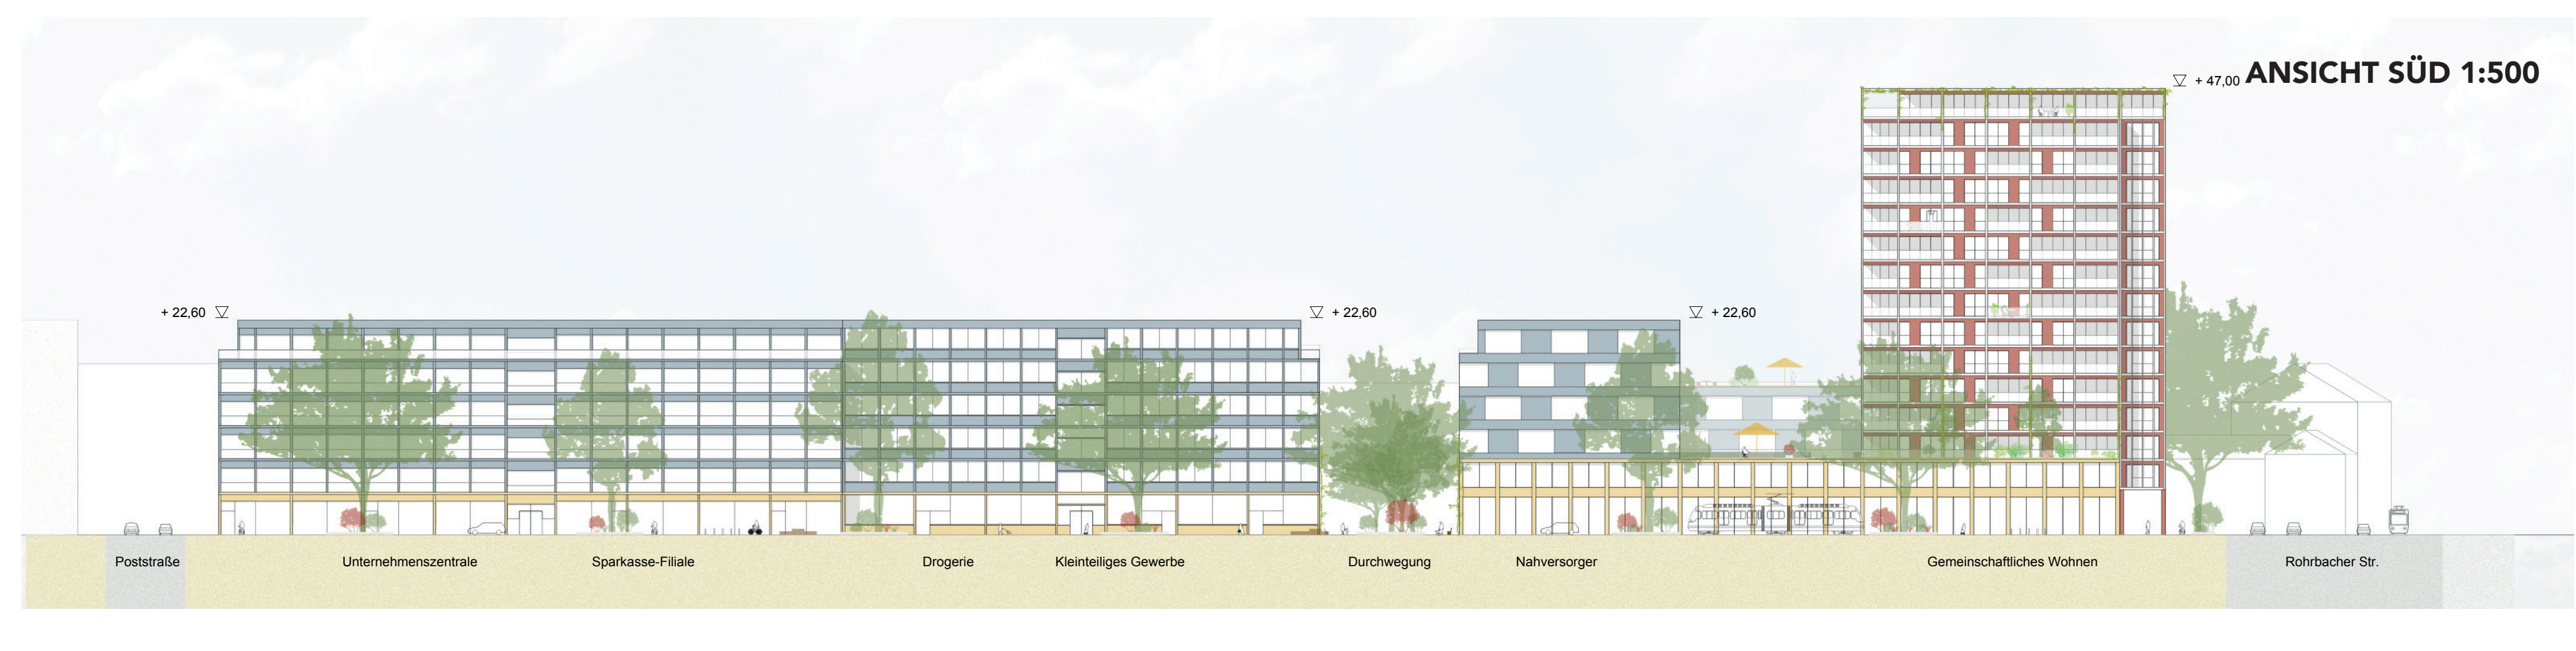 ANSICHT SÜD 1:500
+ 47,00
+ 22,60
+ 22,60
+ 22,60
Poststraße
Unternehmenszentrale
Sparkasse-Filiale
Drogerie
Kleinteiliges Gewerbe
Durchwegung
Nahversorger
Gemeinschaftliches Wohnen
Rohrbacher Str.